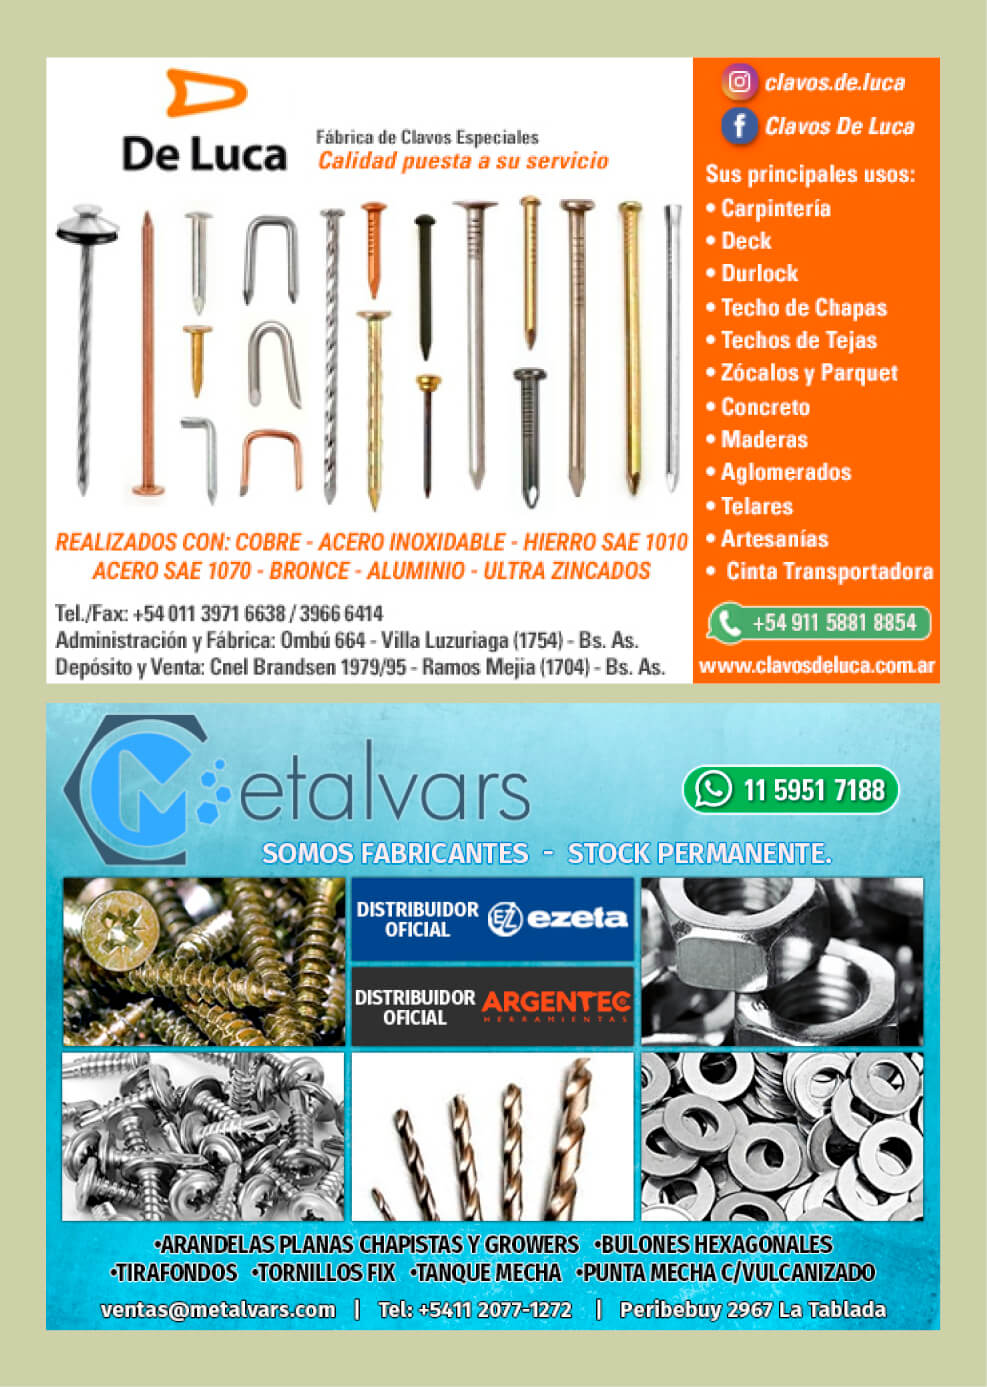 De Luca
Fábrica de Clavos Especiales
Calidad puesta a su servicio
REALIZADOS CON: COBRE - ACERO INOXIDABLE - HIERRO SAE 1010
ACERO SAE 1070 - BRONCE - ALUMINIO - ULTRA ZINCADOS
Tel./Fax: +54 011 3971 6638 / 3966 6414
Administración y Fábrica: Ombú 664 - Villa Luzuriaga (1754) - Bs. As.
Depósito y Venta: Cnel Brandsen 1979/95 - Ramos Mejia (1704) - Bs. As.
clavos.de.luca
Clavos De Luca
Sus principales usos:
• Carpintería
• Deck
• Durlock
• Techo de Chapas
• Techos de Tejas
• Zócalos y Parquet
• Concreto
• Maderas
• Aglomerados
• Telares
• Artesanías
• Cinta Transportadora
+54 911 5881 8854
www.clavosdeluca.com.ar
Metalvars
11 5951 7188
SOMOS FABRICANTES - STOCK PERMANENTE.
DISTRIBUIDOR
OFICIAL
EZ ezeta
DISTRIBUIDOR
OFICIAL
ARGENTEC
HERRAMIENTAS
•ARANDELAS PLANAS CHAPISTAS Y GROWERS •BULONES HEXAGONALES
•TIRAFONDOS •TORNILLOS FIX •TANQUE MECHA •PUNTA MECHA C/VULCANIZADO
ventas@metalvars.com | Tel: +5411 2077-1272 | Peribebuy 2967 La Tablada